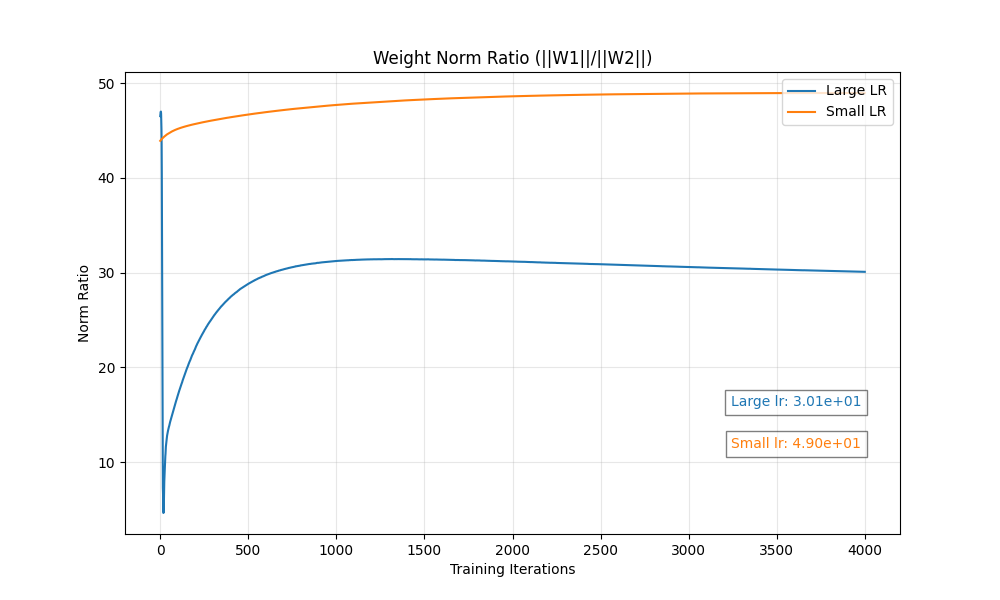 Weight Norm Ratio (||W1||/||W2||)
50
40
30
20
10
Norm Ratio
Large LR
Small LR
Large lr: 3.01e+01
Small lr: 4.90e+01
0
500
1000
1500
2000
2500
3000
3500
4000
Training Iterations